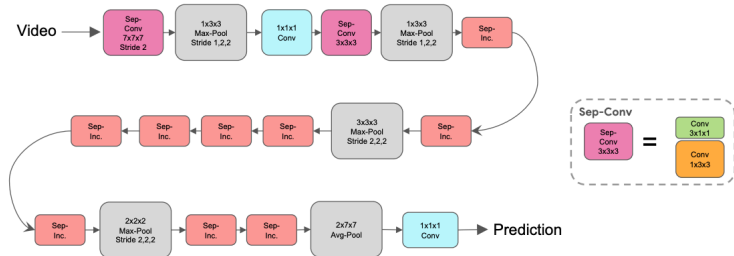 Video
Sep-
Conv
7x7x7
Stride 2
1x3x3
Max-Pool
Stride 1,2,2
1x1x1
Conv
Sep-
Conv
3x3x3
1x3x3
Max-Pool
Stride 1,2,2
Sep-
Inc.
Sep-
Inc.
Sep-
Inc.
Sep-
Inc.
Sep-
Inc.
3x3x3
Max-Pool
Stride 2,2,2
Sep-
Inc.
Sep-
Inc.
2x2x2
Max-Pool
Stride 2,2,2
Sep-
Inc.
Sep-
Inc.
2x7x7
Avg-Pool
1x1x1
Conv
Prediction
Sep-Conv
Sep-
Conv
3x3x3
=
Conv
3x1x1
Conv
1x3x3